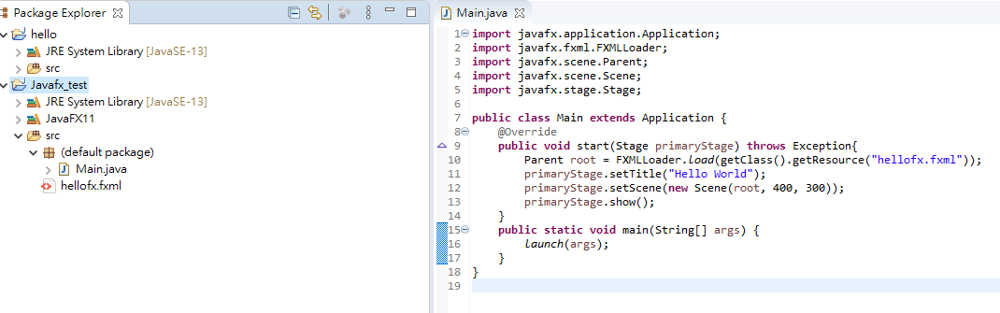 Package Explorer
hello
JRE System Library [JavaSE-13]
src
Javafx_test
JRE System Library [JavaSE-13]
JavaFX11
src
(default package)
Main.java
hellofx.fxml
Main.java
1 import javafx.application.Application;
2 import javafx.fxml.FXMLLoader;
3 import javafx.scene.Parent;
4 import javafx.scene.Scene;
5 import javafx.stage.Stage;
6
7 public class Main extends Application {
8 @Override
9 public void start(Stage primaryStage) throws Exception{
10 Parent root = FXMLLoader.load(getClass().getResource("hellofx.fxml"));
11 primaryStage.setTitle("Hello World");
12 primaryStage.setScene(new Scene(root, 400, 300));
13 primaryStage.show();
14 }
15 public static void main(String[] args) {
16 launch(args);
17 }
18 }
19